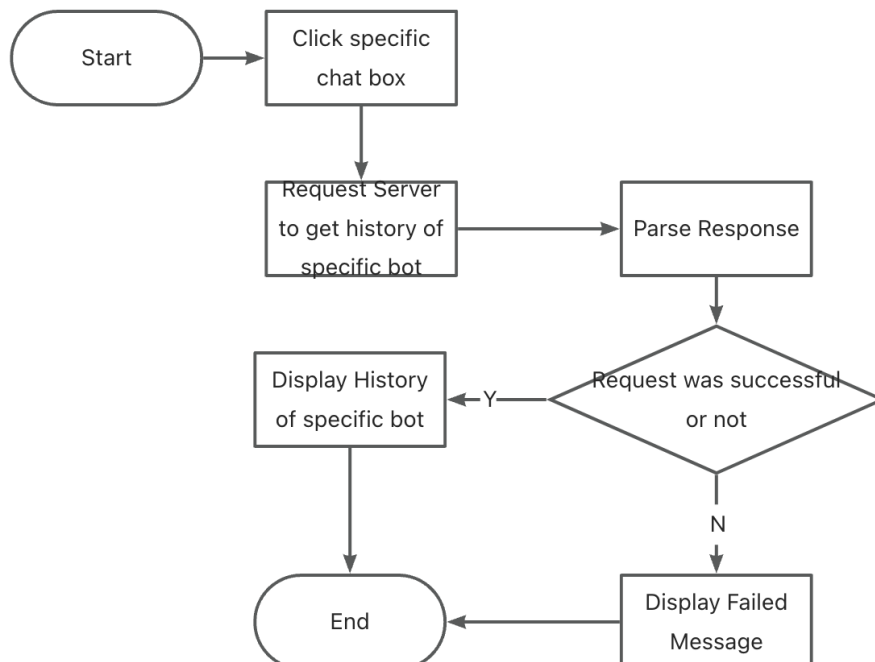 Start
Click specific
chat box
Request Server
to get history of
specific bot
Parse Response
Request was successful
or not
Y
Display History
of specific bot
N
Display Failed
Message
End